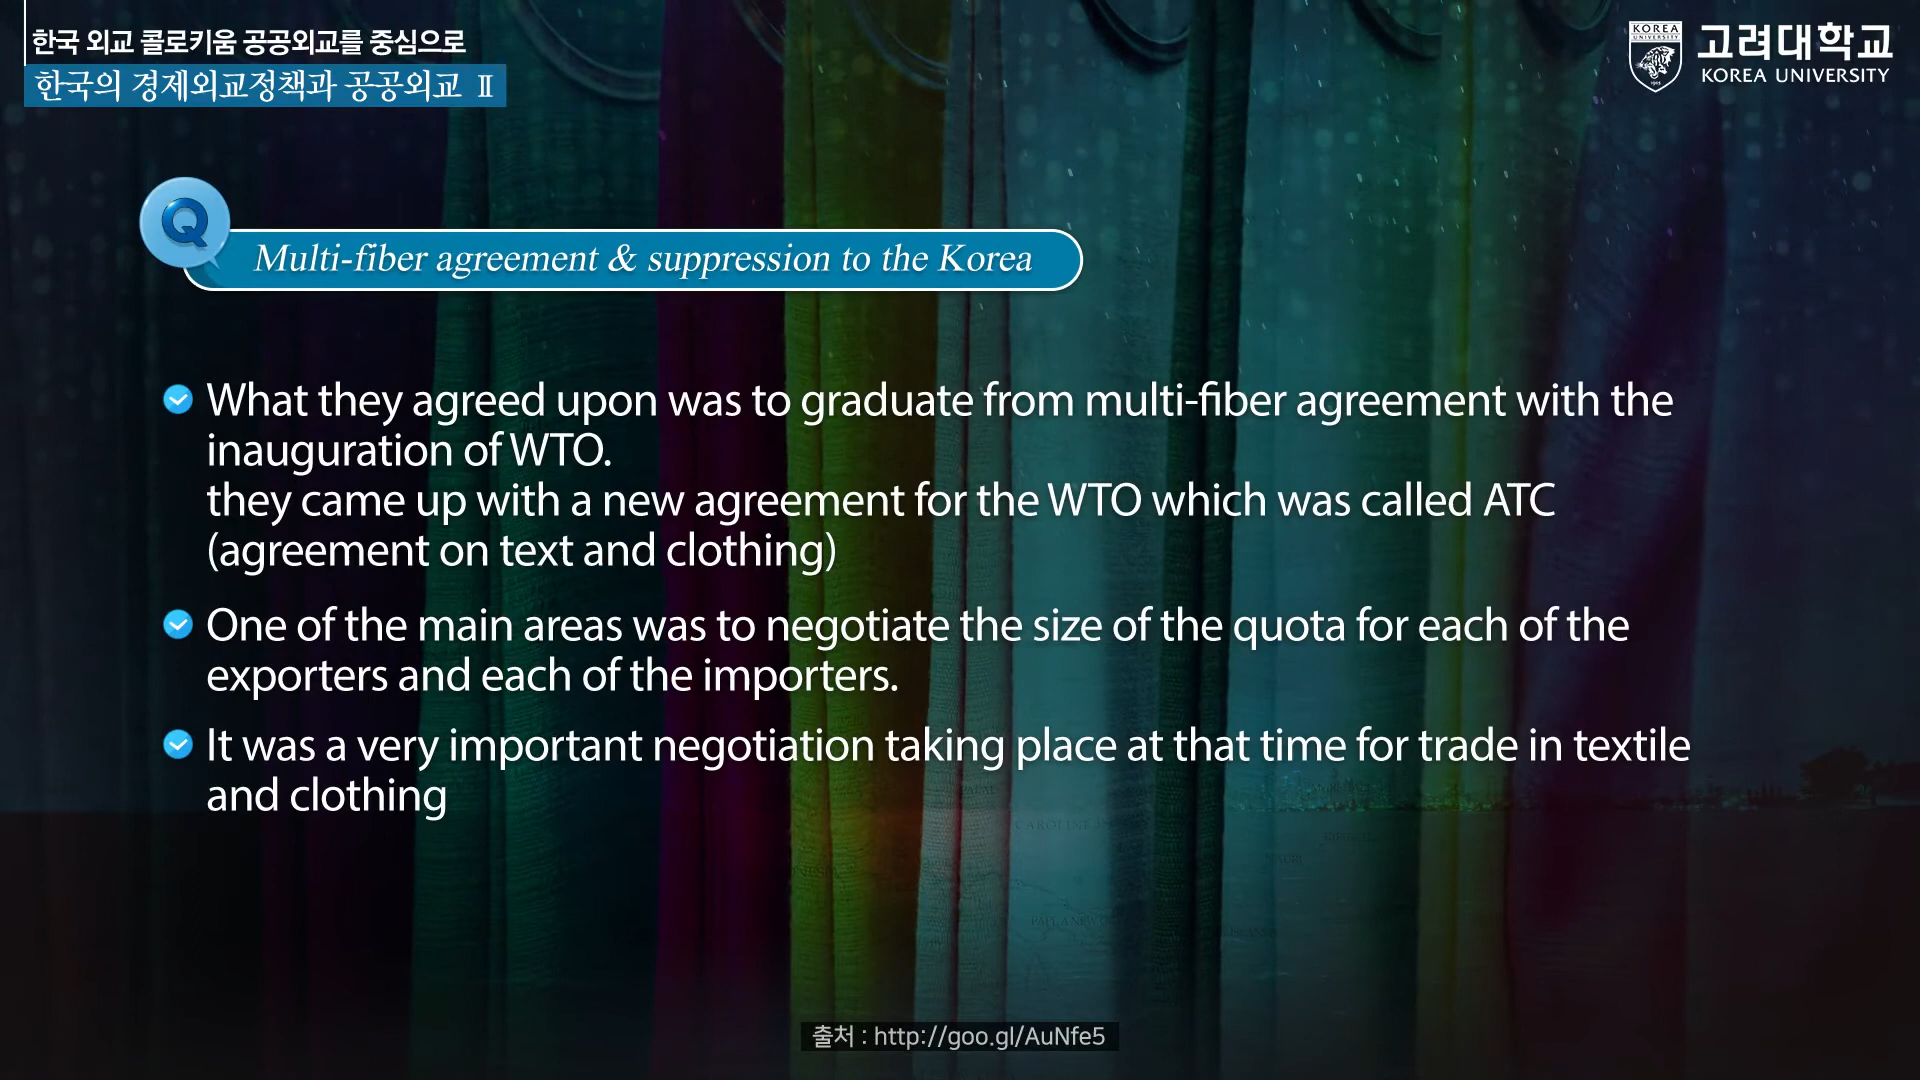 한국 외교 콜로키움 공공외교를 중심으로
한국의 경제외교정책과 공공외교 Ⅱ
KOREA
UNIVERSITY
1905
고려대학교
KOREA UNIVERSITY
Q
Multi-fiber agreement & suppression to the Korea
What they agreed upon was to graduate from multi-fiber agreement with the
inauguration of WTO.
they came up with a new agreement for the WTO which was called ATC
(agreement on text and clothing)
One of the main areas was to negotiate the size of the quota for each of the
exporters and each of the importers.
It was a very important negotiation taking place at that time for trade in textile
and clothing
출처 : http://goo.gl/AuNfe5